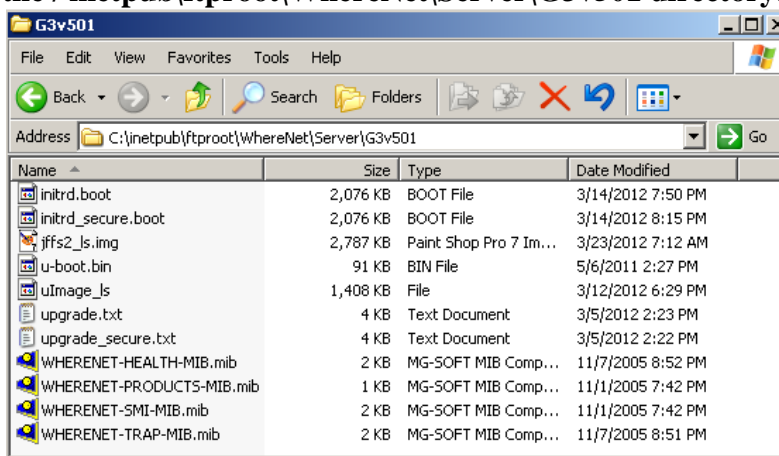 the \inetpub\ftproot\WhereNet\Server\G3v501 directory.
G3v501
File Edit View Favorites Tools Help
Back Search Folders
Address C:\inetpub\ftproot\WhereNet\Server\G3v501 Go
Name Size Type Date Modified
initrd.boot 2,076 KB BOOT File 3/14/2012 7:50 PM
initrd_secure.boot 2,076 KB BOOT File 3/14/2012 8:15 PM
jffs2_ls.img 2,787 KB Paint Shop Pro 7 Im... 3/23/2012 7:12 AM
u-boot.bin 91 KB BIN File 5/6/2011 2:27 PM
uImage_ls 1,408 KB File 3/12/2012 6:29 PM
upgrade.txt 4 KB Text Document 3/5/2012 2:23 PM
upgrade_secure.txt 4 KB Text Document 3/5/2012 2:22 PM
WHERENET-HEALTH-MIB.mib 2 KB MG-SOFT MIB Comp... 11/7/2005 8:52 PM
WHERENET-PRODUCTS-MIB.mib 1 KB MG-SOFT MIB Comp... 11/1/2005 7:42 PM
WHERENET-SMI-MIB.mib 2 KB MG-SOFT MIB Comp... 11/1/2005 7:42 PM
WHERENET-TRAP-MIB.mib 2 KB MG-SOFT MIB Comp... 11/7/2005 8:51 PM